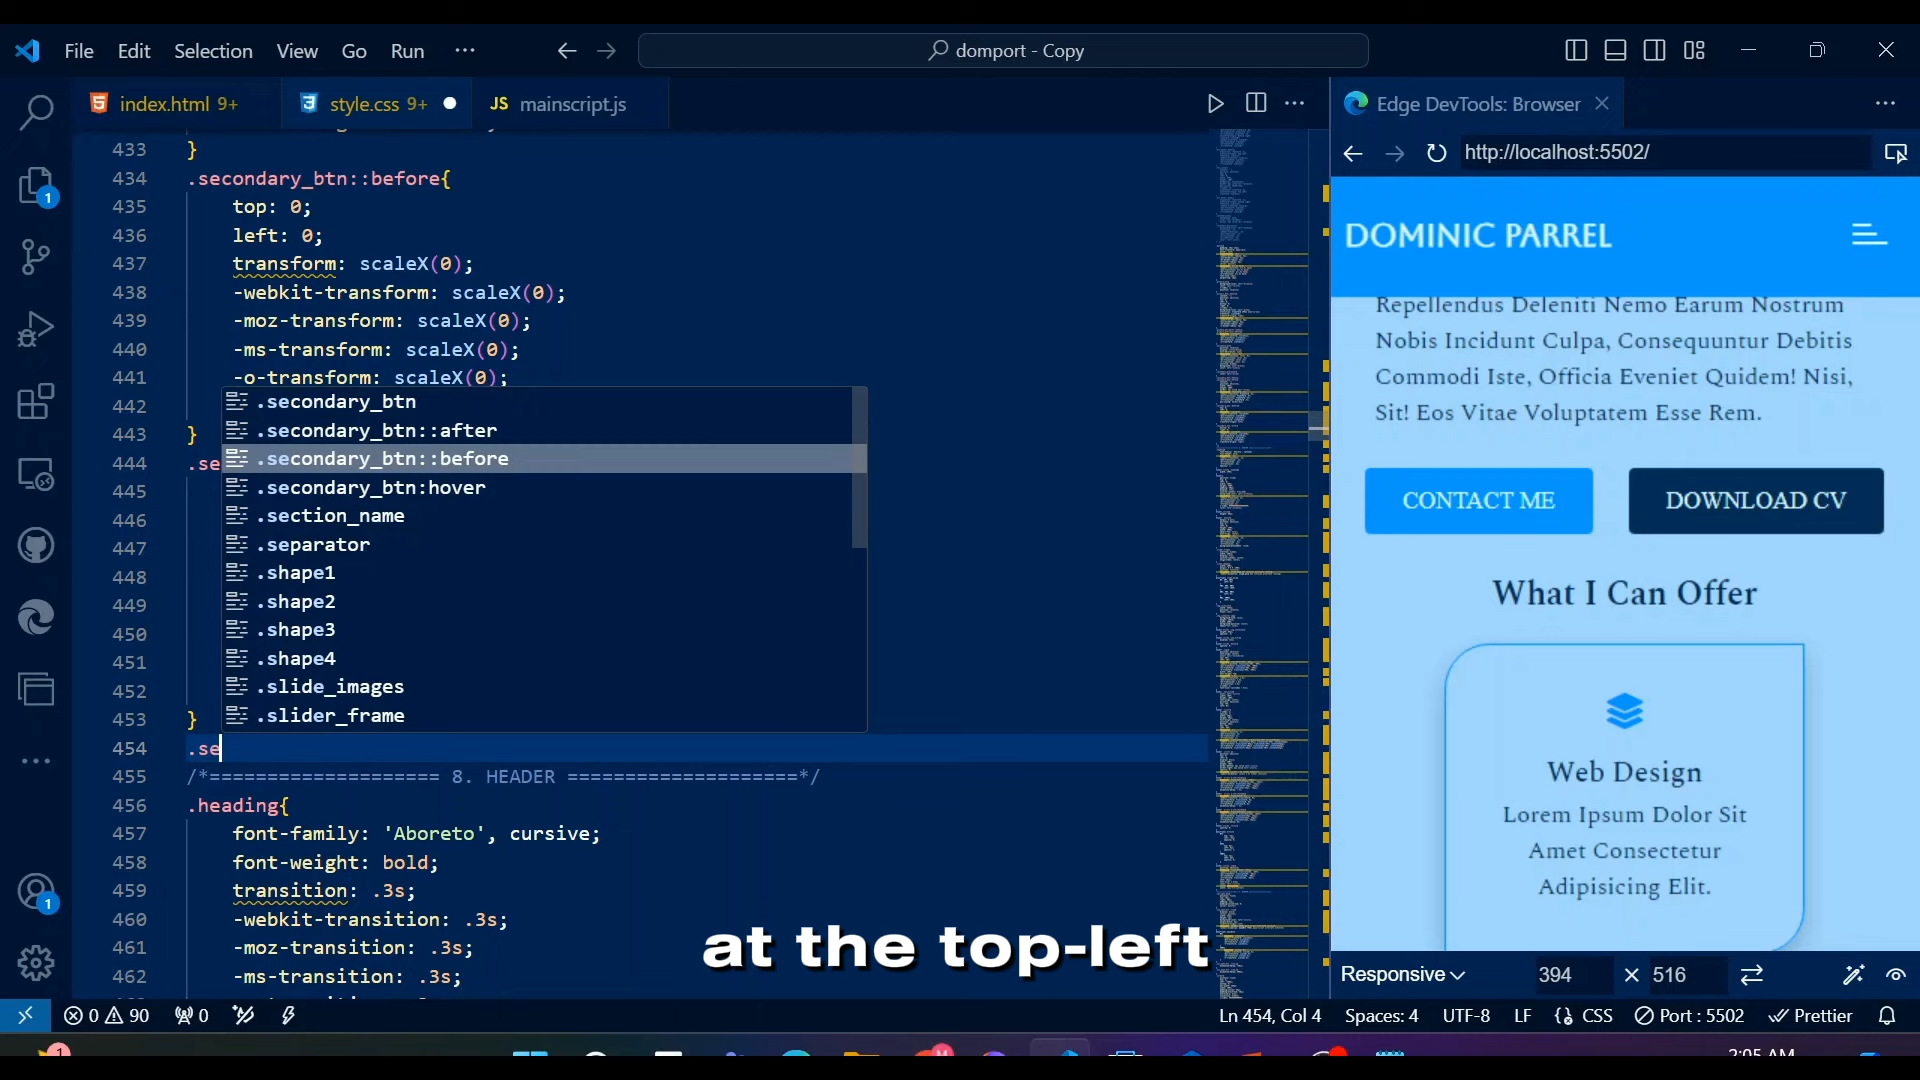 File Edit Selection View Go Run ···
domport - Copy
index.html 9+
style.css 9+
JS mainscript.js
Edge DevTools: Browser
http://localhost:5502/
433 }
434 .secondary_btn::before{
435 top: 0;
436 left: 0;
437 transform: scaleX(0);
438 -webkit-transform: scaleX(0);
439 -moz-transform: scaleX(0);
440 -ms-transform: scaleX(0);
441 -o-transform: scaleX(0);
442
443 }
444 .se
445
446
447
448
449
450
451
452
453 }
454 .se
455 /*==================== 8. HEADER ====================*/
456 .heading{
457 font-family: 'Aboreto', cursive;
458 font-weight: bold;
459 transition: .3s;
460 -webkit-transition: .3s;
461 -moz-transition: .3s;
462 -ms-transition: .3s;
.secondary_btn
.secondary_btn::after
.secondary_btn::before
.secondary_btn:hover
.section_name
.separator
.shape1
.shape2
.shape3
.shape4
.slide_images
.slider_frame
at the top-left
DOMINIC PARREL
Repellendus Deleniti Nemo Earum Nostrum
Nobis Incidunt Culpa, Consequuntur Debitis
Commodi Iste, Officia Eveniet Quidem! Nisi,
Sit! Eos Vitae Voluptatem Esse Rem.
CONTACT ME
DOWNLOAD CV
What I Can Offer
Web Design
Lorem Ipsum Dolor Sit
Amet Consectetur
Adipisicing Elit.
Responsive 394 × 516
1
1
0 90 0
Ln 454, Col 4 Spaces: 4 UTF-8 LF {} CSS Port : 5502 Prettier
1
M